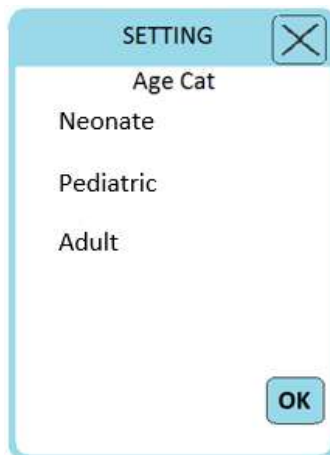 SETTING
Age Cat
Neonate
Pediatric
Adult
OK